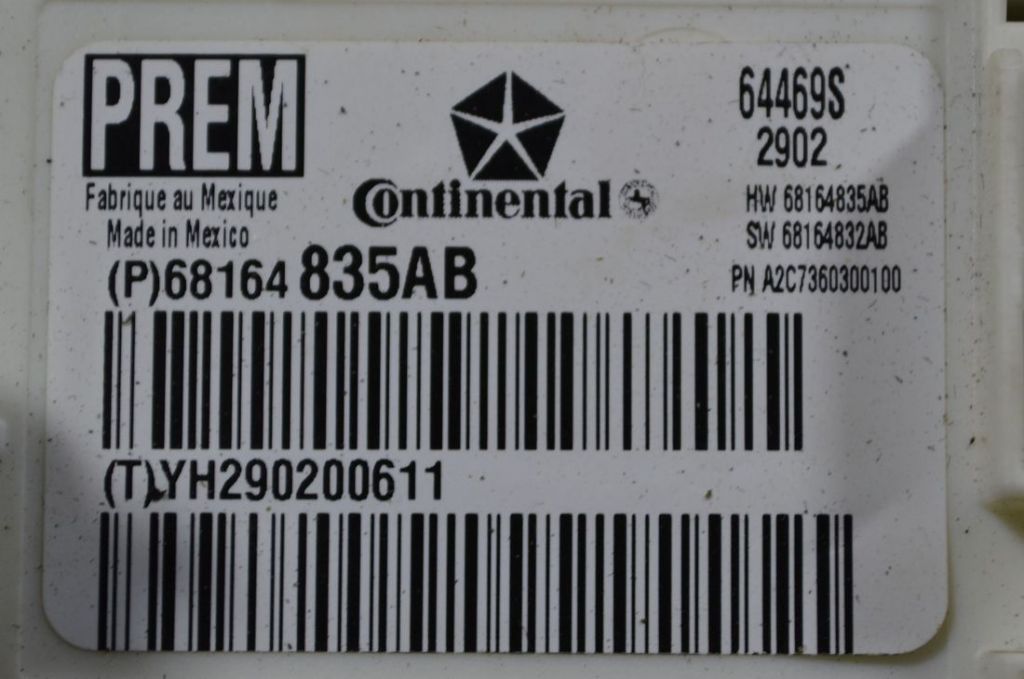 PREM
Fabrique au Mexique
Made in Mexico
Continental
64469S
2902
HW 68164835AB
SW 68164832AB
PN A2C7360300100
(P)68164 835AB
(T)YH290200611